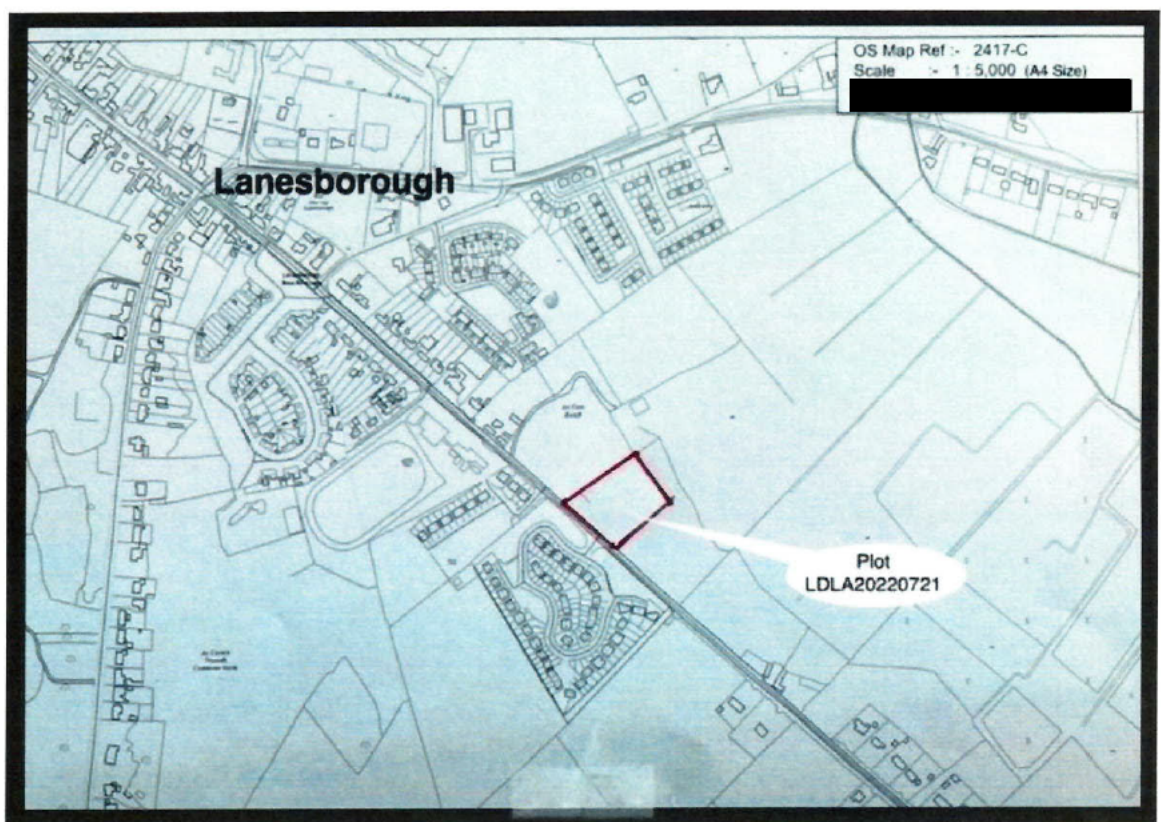 OS Map Ref :- 2417-C
Scale :- 1 : 5,000 (A4 Size)
Lanesborough
Plot
LDLA20220721